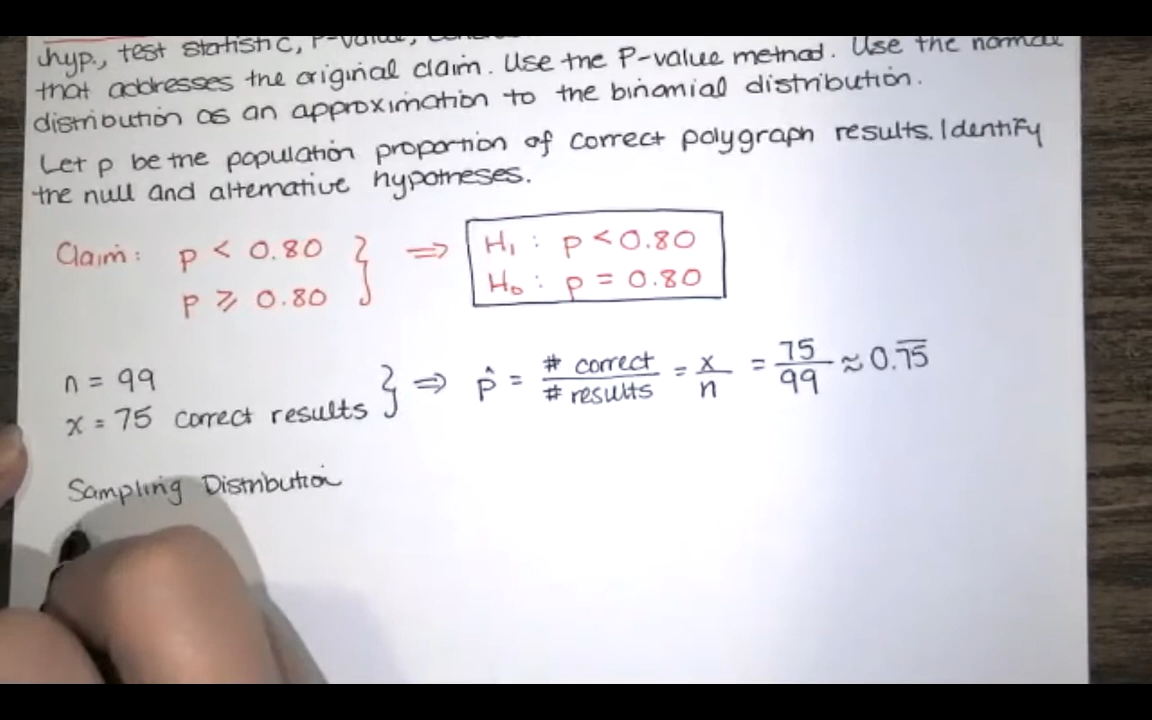 hyp., test statistic, P-value,
that addresses the original claim. Use the P-value method. Use the normal
distribution as an approximation to the binomial distribution.
Let p be the population proportion of correct polygraph results. Identify
the null and alternative hypotheses.
Claim: p < 0.80 } ⇒ H₁ : p < 0.80
p ⩾ 0.80 H₀ : p = 0.80
n = 99 } ⇒ p̂ = # correct / # results = x / n = 75 / 99 ≈ 0.7̅5̅
x = 75 correct results
Sampling Distribution